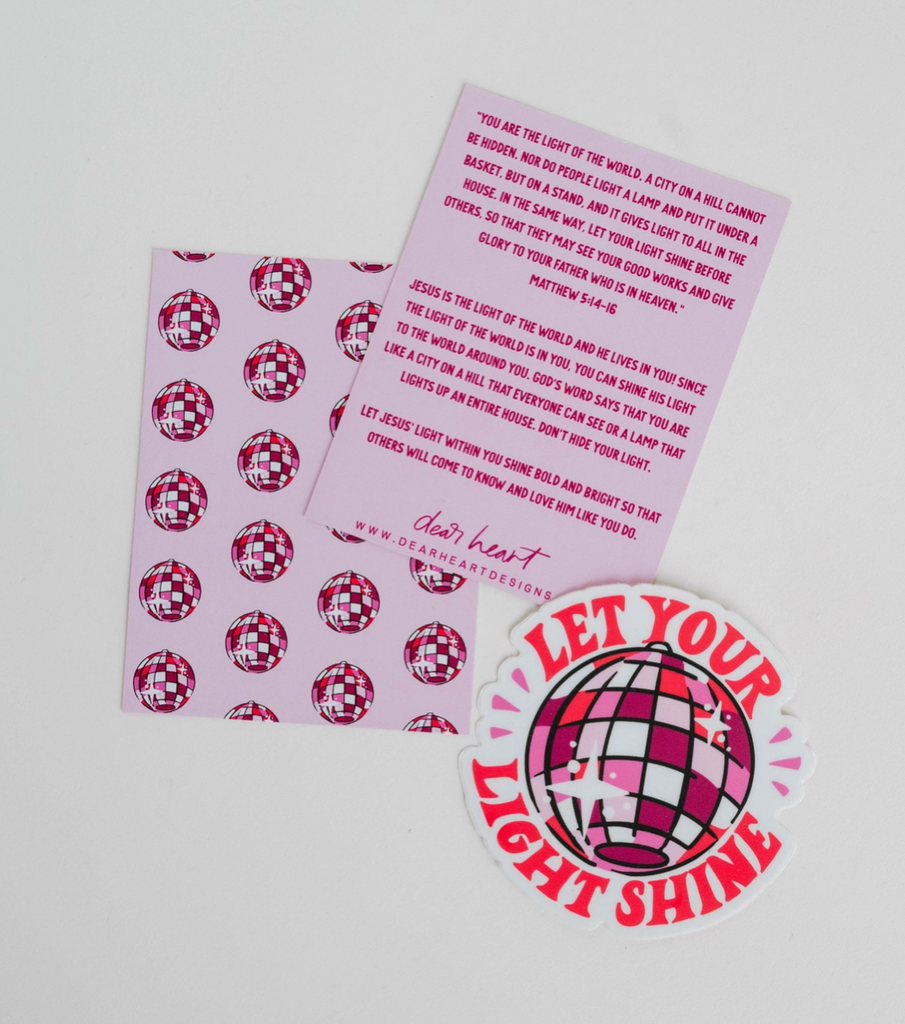 "YOU ARE THE LIGHT OF THE WORLD. A CITY ON A HILL CANNOT
BE HIDDEN. NOR DO PEOPLE LIGHT A LAMP AND PUT IT UNDER A
BASKET, BUT ON A STAND, AND IT GIVES LIGHT TO ALL IN THE
HOUSE. IN THE SAME WAY, LET YOUR LIGHT SHINE BEFORE
OTHERS, SO THAT THEY MAY SEE YOUR GOOD WORKS AND GIVE
GLORY TO YOUR FATHER WHO IS IN HEAVEN."
MATTHEW 5:14-16
JESUS IS THE LIGHT OF THE WORLD AND HE LIVES IN YOU! SINCE
THE LIGHT OF THE WORLD IS IN YOU, YOU CAN SHINE HIS LIGHT
TO THE WORLD AROUND YOU. GOD'S WORD SAYS THAT YOU ARE
LIKE A CITY ON A HILL THAT EVERYONE CAN SEE OR A LAMP THAT
LIGHTS UP AN ENTIRE HOUSE. DON'T HIDE YOUR LIGHT.
LET JESUS' LIGHT WITHIN YOU SHINE BOLD AND BRIGHT SO THAT
OTHERS WILL COME TO KNOW AND LOVE HIM LIKE YOU DO.
dear heart
WWW.DEARHEARTDESIGNS.
LET YOUR
LIGHT SHINE